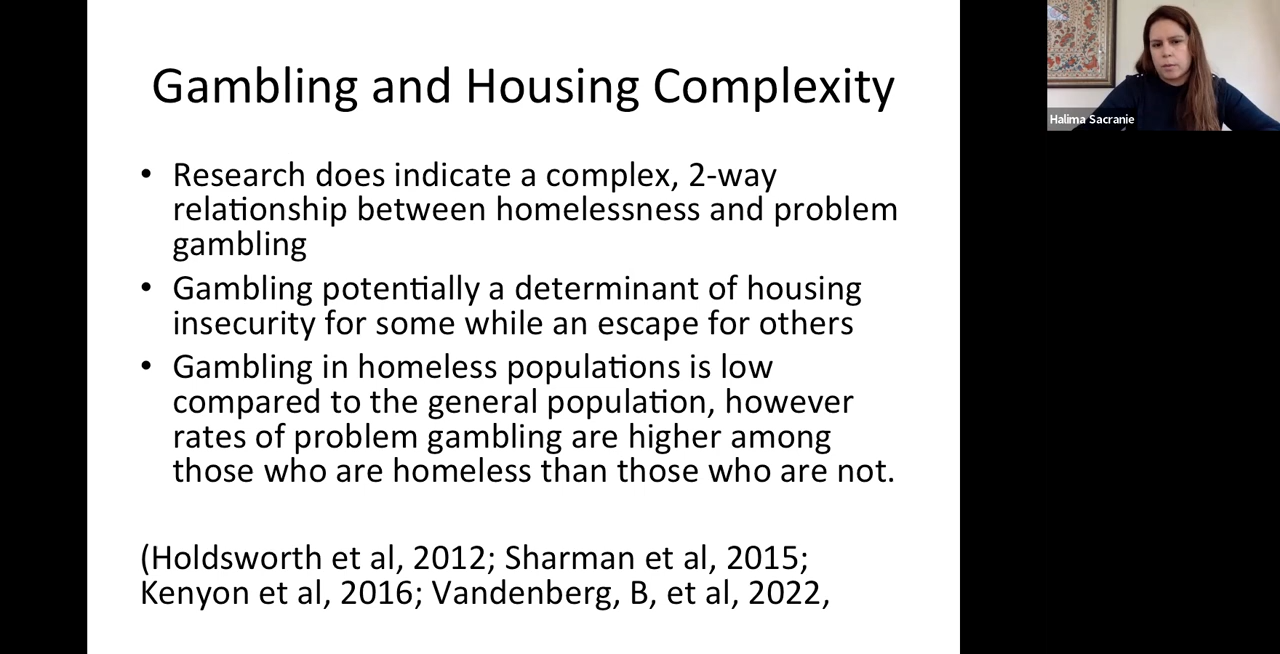 Gambling and Housing Complexity
• Research does indicate a complex, 2-way
relationship between homelessness and problem
gambling
• Gambling potentially a determinant of housing
insecurity for some while an escape for others
• Gambling in homeless populations is low
compared to the general population, however
rates of problem gambling are higher among
those who are homeless than those who are not.
(Holdsworth et al, 2012; Sharman et al, 2015;
Kenyon et al, 2016; Vandenberg, B, et al, 2022,
Halima Sacranie